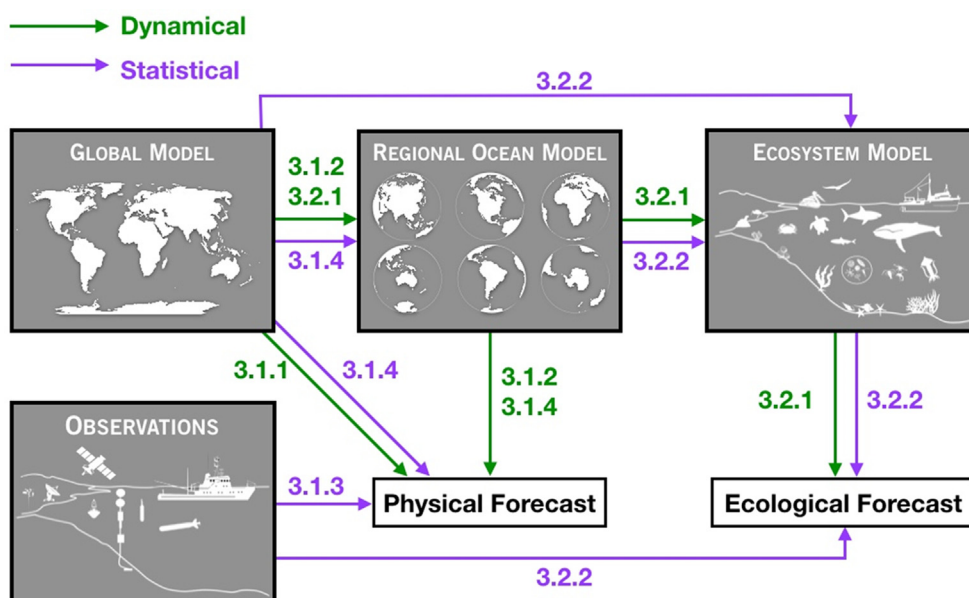 Dynamical
Statistical
3.2.2
GLOBAL MODEL
REGIONAL OCEAN MODEL
ECOSYSTEM MODEL
3.1.2
3.2.1
3.1.4
3.2.1
3.2.2
3.1.1
3.1.4
3.1.2
3.1.4
3.2.1
3.2.2
OBSERVATIONS
3.1.3
Physical Forecast
Ecological Forecast
3.2.2